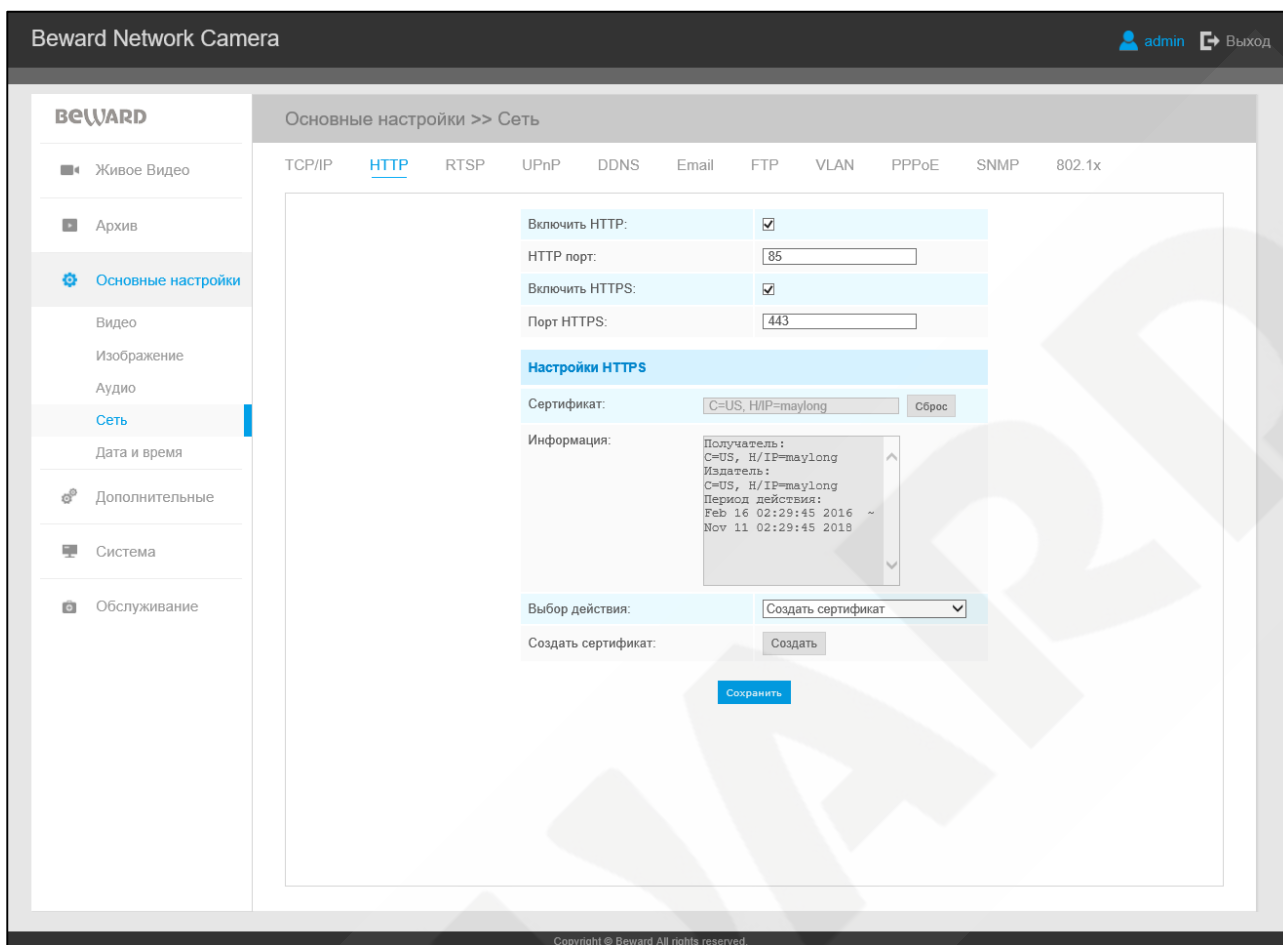 Beward Network Camera
admin Выход
BEWARD
Основные настройки >> Сеть
TCP/IP HTTP RTSP UPnP DDNS Email FTP VLAN PPPoE SNMP 802.1x
Живое Видео
Архив
Основные настройки
Видео
Изображение
Аудио
Сеть
Дата и время
Дополнительные
Система
Обслуживание
Включить HTTP:
HTTP порт: 85
Включить HTTPS:
Порт HTTPS: 443
Настройки HTTPS
Сертификат: C=US, H/IP=maylong Сброс
Информация:
Получатель:
C=US, H/IP=maylong
Издатель:
C=US, H/IP=maylong
Период действия:
Feb 16 02:29:45 2016 ~
Nov 11 02:29:45 2018
Выбор действия: Создать сертификат
Создать сертификат: Создать
Сохранить
Copyright © Beward All rights reserved.